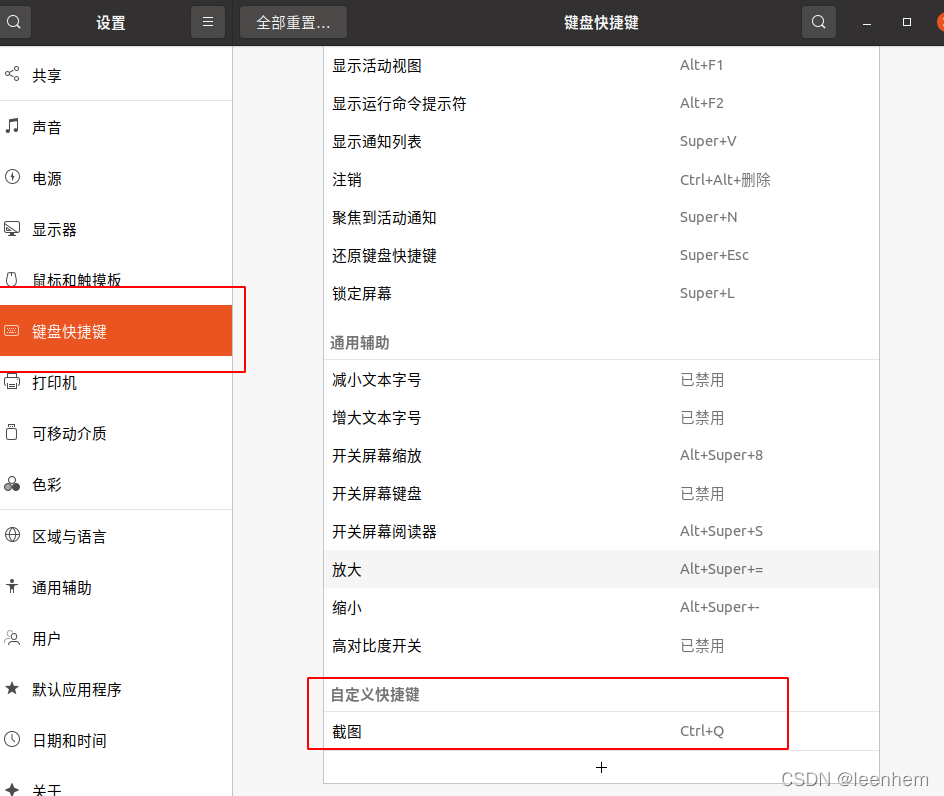 设置
全部重置…
键盘快捷键
共享
声音
电源
显示器
鼠标和触摸板
键盘快捷键
打印机
可移动介质
色彩
区域与语言
通用辅助
用户
默认应用程序
日期和时间
关于
显示活动视图 Alt+F1
显示运行命令提示符 Alt+F2
显示通知列表 Super+V
注销 Ctrl+Alt+删除
聚焦到活动通知 Super+N
还原键盘快捷键 Super+Esc
锁定屏幕 Super+L
通用辅助
减小文本字号 已禁用
增大文本字号 已禁用
开关屏幕缩放 Alt+Super+8
开关屏幕键盘 已禁用
开关屏幕阅读器 Alt+Super+S
放大 Alt+Super+=
缩小 Alt+Super+-
高对比度开关 已禁用
自定义快捷键
截图 Ctrl+Q
+
CSDN @leenhem